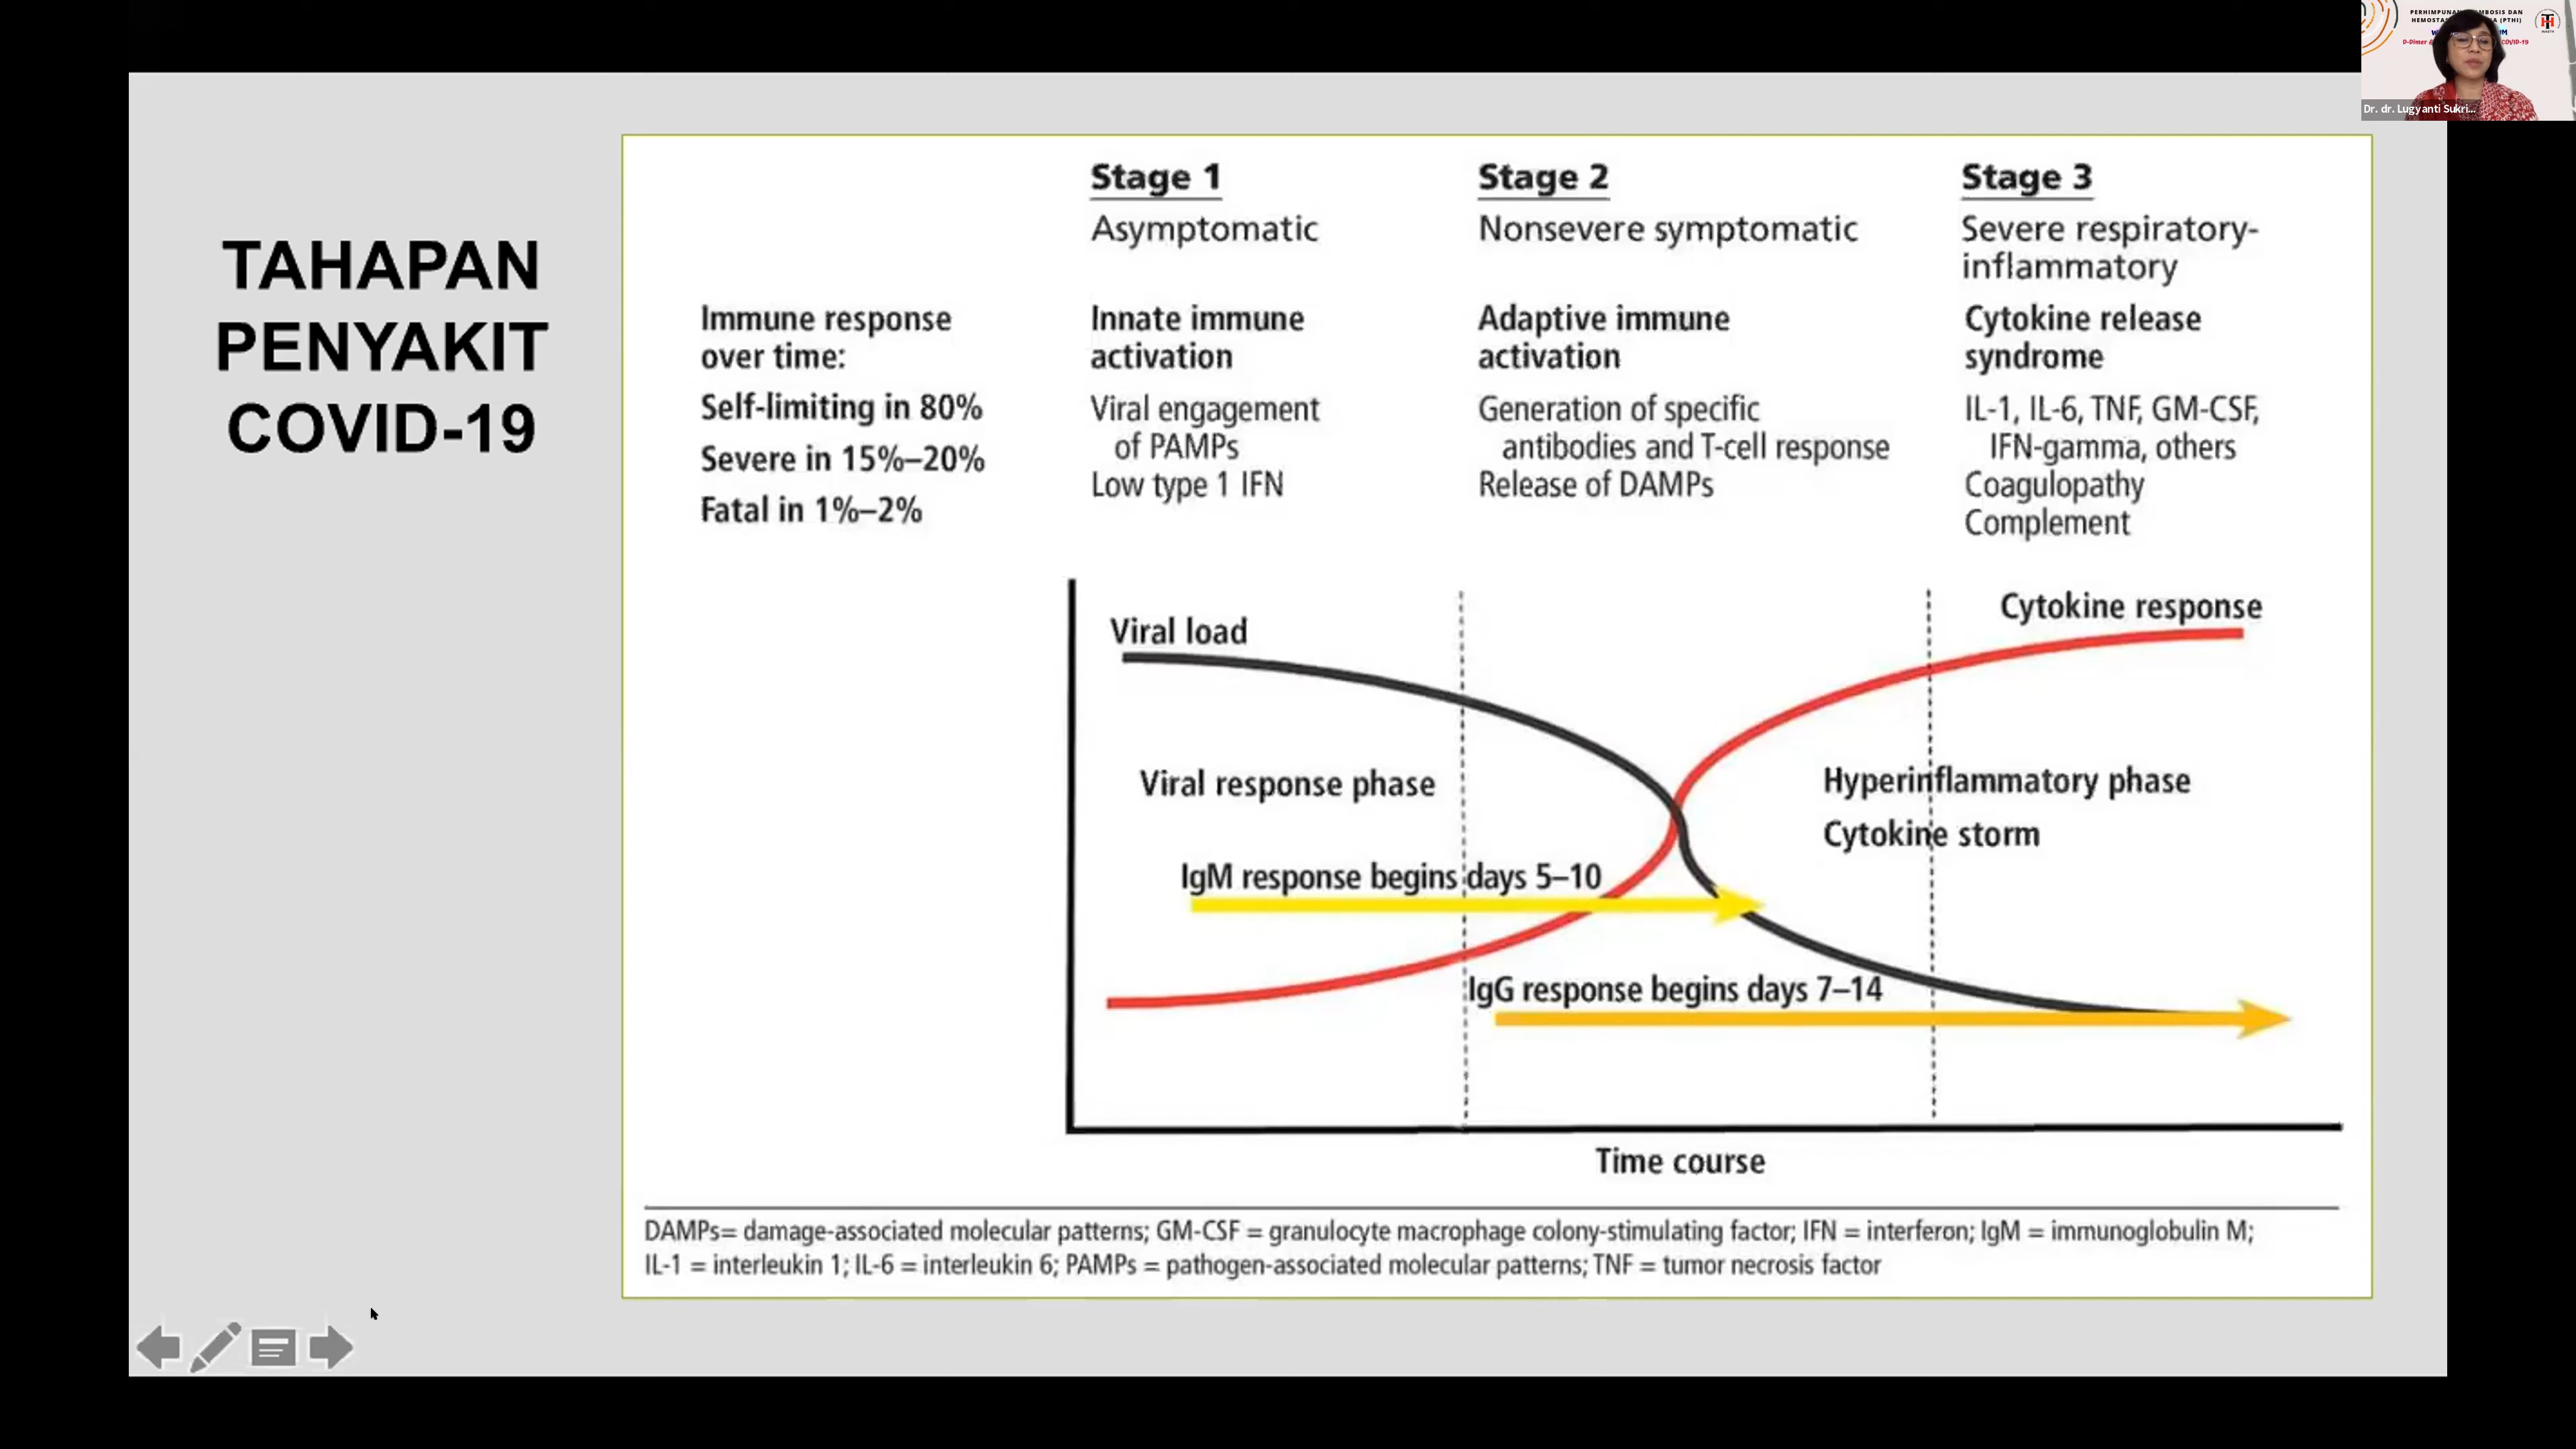 TAHAPAN
PENYAKIT
COVID-19
Stage 1
Asymptomatic
Stage 2
Nonsevere symptomatic
Stage 3
Severe respiratory-
inflammatory
Immune response
over time:
Self-limiting in 80%
Severe in 15%–20%
Fatal in 1%–2%
Innate immune
activation
Viral engagement
of PAMPs
Low type 1 IFN
Adaptive immune
activation
Generation of specific
antibodies and T-cell response
Release of DAMPs
Cytokine release
syndrome
IL-1, IL-6, TNF, GM-CSF,
IFN-gamma, others
Coagulopathy
Complement
Viral load
Cytokine response
Viral response phase
Hyperinflammatory phase
Cytokine storm
IgM response begins days 5–10
IgG response begins days 7–14
Time course
DAMPs= damage-associated molecular patterns; GM-CSF = granulocyte macrophage colony-stimulating factor; IFN = interferon; IgM = immunoglobulin M;
IL-1 = interleukin 1; IL-6 = interleukin 6; PAMPs = pathogen-associated molecular patterns; TNF = tumor necrosis factor
DAN
(PTHI)
D-Dimer
COVID-19
Dr. dr. Lugyanti Sukri...